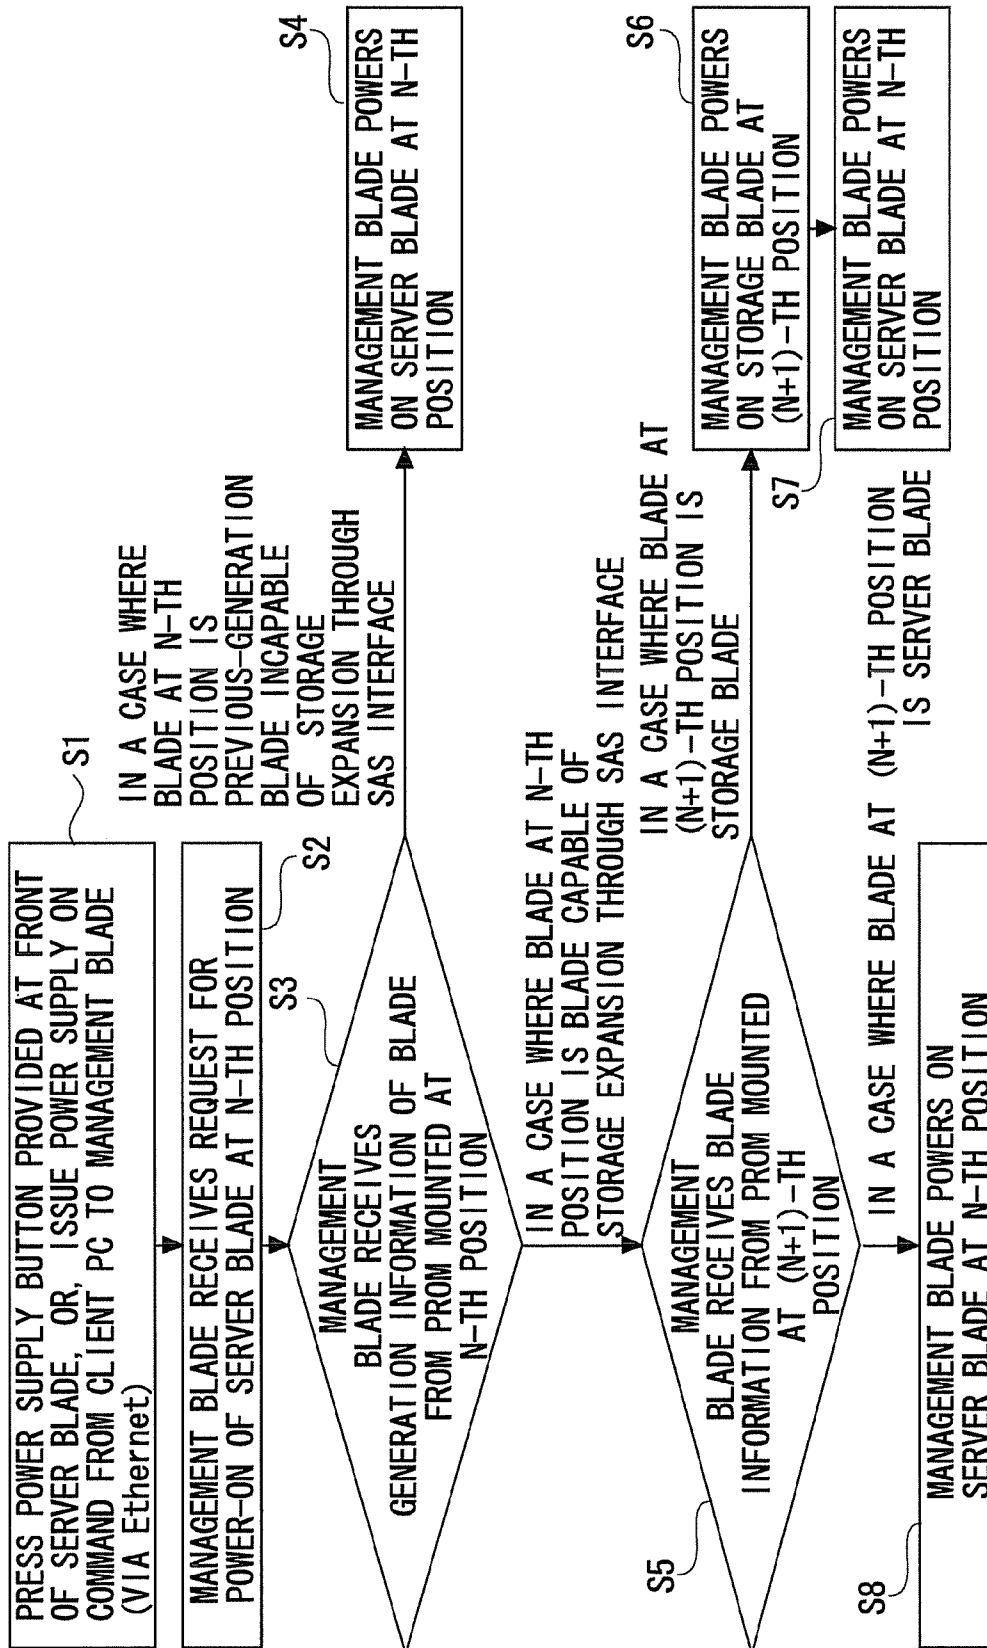 PRESS POWER SUPPLY BUTTON PROVIDED AT FRONT
OF SERVER BLADE, OR, ISSUE POWER SUPPLY ON
COMMAND FROM CLIENT PC TO MANAGEMENT BLADE
(VIA Ethernet)
S1
MANAGEMENT BLADE RECEIVES REQUEST FOR
POWER-ON OF SERVER BLADE AT N-TH POSITION
S2
MANAGEMENT
BLADE RECEIVES
GENERATION INFORMATION OF BLADE
FROM PROM MOUNTED AT
N-TH POSITION
S3
IN A CASE WHERE
BLADE AT N-TH
POSITION IS
PREVIOUS-GENERATION
BLADE INCAPABLE
OF STORAGE
EXPANSION THROUGH
SAS INTERFACE
S4
MANAGEMENT BLADE POWERS
ON SERVER BLADE AT N-TH
POSITION
IN A CASE WHERE BLADE AT N-TH
POSITION IS BLADE CAPABLE OF
STORAGE EXPANSION THROUGH SAS INTERFACE
MANAGEMENT
BLADE RECEIVES BLADE
INFORMATION FROM PROM MOUNTED
AT (N+1)-TH
POSITION
S5
IN A CASE WHERE BLADE AT
(N+1)-TH POSITION IS
STORAGE BLADE
S6
MANAGEMENT BLADE POWERS
ON STORAGE BLADE AT
(N+1)-TH POSITION
S7
MANAGEMENT BLADE POWERS
ON SERVER BLADE AT N-TH
POSITION
IN A CASE WHERE BLADE AT (N+1)-TH POSITION
IS SERVER BLADE
S8
MANAGEMENT BLADE POWERS ON
SERVER BLADE AT N-TH POSITION